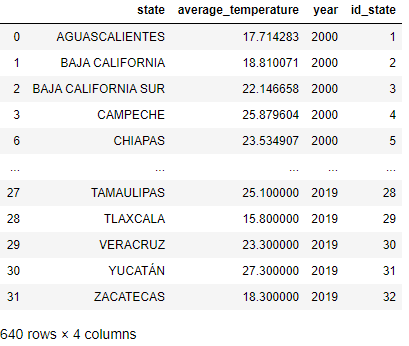 state average_temperature year id_state
0 AGUASCALIENTES 17.714283 2000 1
1 BAJA CALIFORNIA 18.810071 2000 2
2 BAJA CALIFORNIA SUR 22.146658 2000 3
3 CAMPECHE 25.879604 2000 4
6 CHIAPAS 23.534907 2000 5
... ... ... ... ...
27 TAMAULIPAS 25.100000 2019 28
28 TLAXCALA 15.800000 2019 29
29 VERACRUZ 23.300000 2019 30
30 YUCATÁN 27.300000 2019 31
31 ZACATECAS 18.300000 2019 32
640 rows × 4 columns